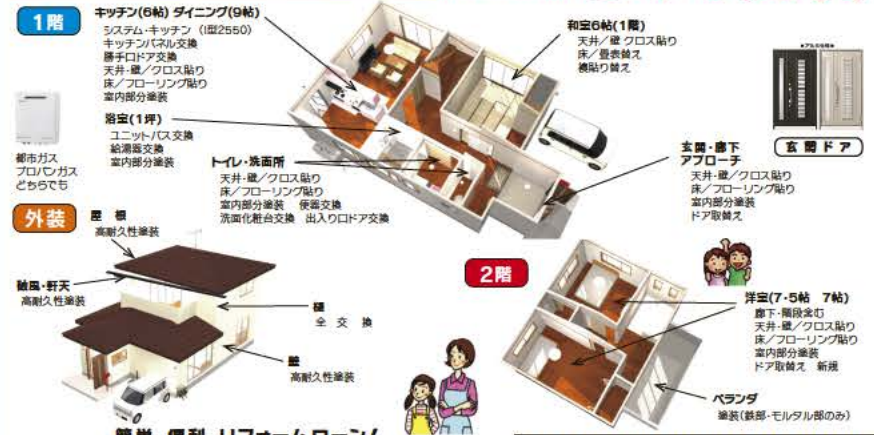 1階
キッチン(6帖) ダイニング(9帖)
システム・キッチン (I型2550)
キッチンパネル交換
勝手口ドア交換
天井・壁/クロス貼り
床/フローリング貼り
室内部分塗装
浴室(1坪)
ユニットバス交換
給湯器交換
室内部分塗装
都市ガス
プロパンガス
どちらでも
トイレ・洗面所
天井・壁/クロス貼り
床/フローリング貼り
室内部分塗装 便器交換
洗面化粧台交換 出入り口ドア交換
和室6帖(1階)
天井/壁 クロス貼り
床/畳表替え
襖貼り替え
玄関ドア
玄関・廊下
アプローチ
天井・壁/クロス貼り
床/フローリング貼り
室内部分塗装
ドア取替え
外装
屋 根
高耐久性塗装
破風・軒天
高耐久性塗装
樋
全 交 換
壁
高耐久性塗装
2階
洋室(7・5帖 7帖)
廊下・階段含む
天井・壁/クロス貼り
床/フローリング貼り
室内部分塗装
ドア取替え 新規
ベランダ
塗装(鉄部・モルタル部のみ)
簡単 便利 リフォームローン